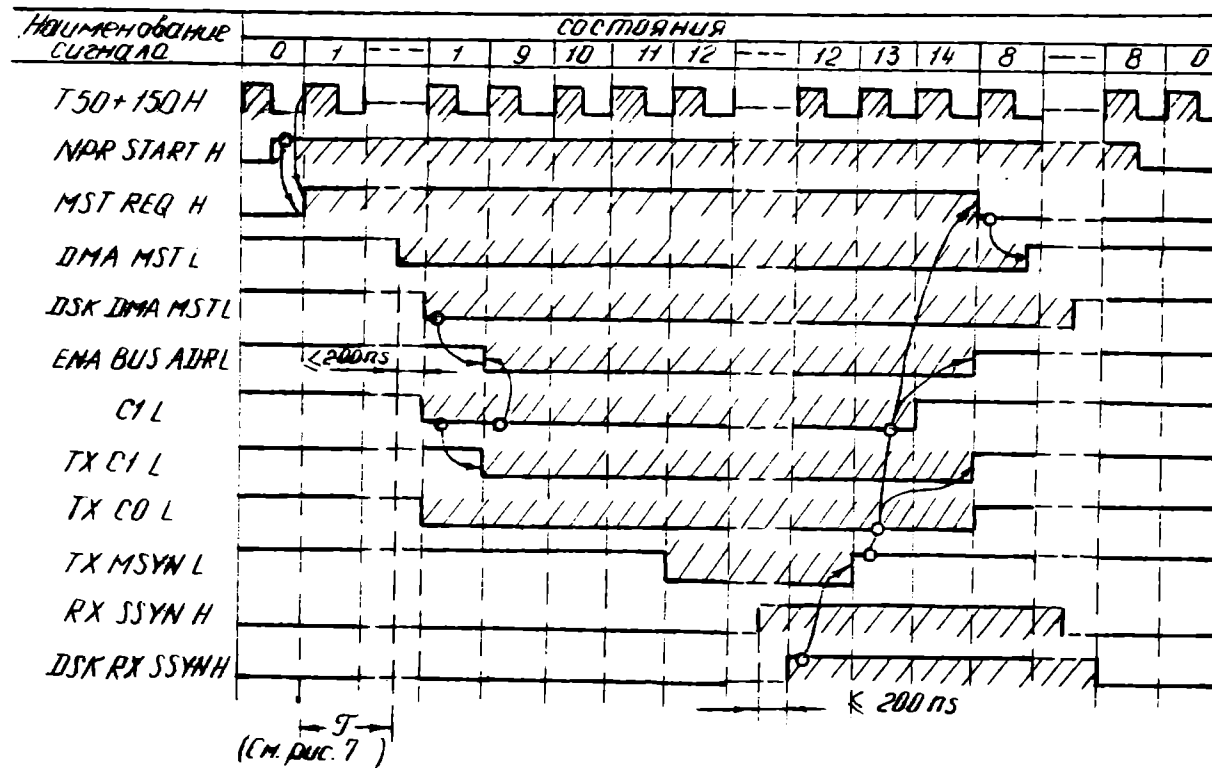 Наименование сигнала
состояния
0 1 ---- 1 9 10 11 12 ---- 12 13 14 8 ---- 8 0
T50+150H
NPR START H
MST REQ H
DMA MST L
DSK DMA MST L
ENA BUS ADR L
≤200ns
C1 L
TX C1 L
TX C0 L
TX MSYN L
RX SSYN H
DSK RX SSYN H
≤ 200 ns
T
(См. рис. 7)